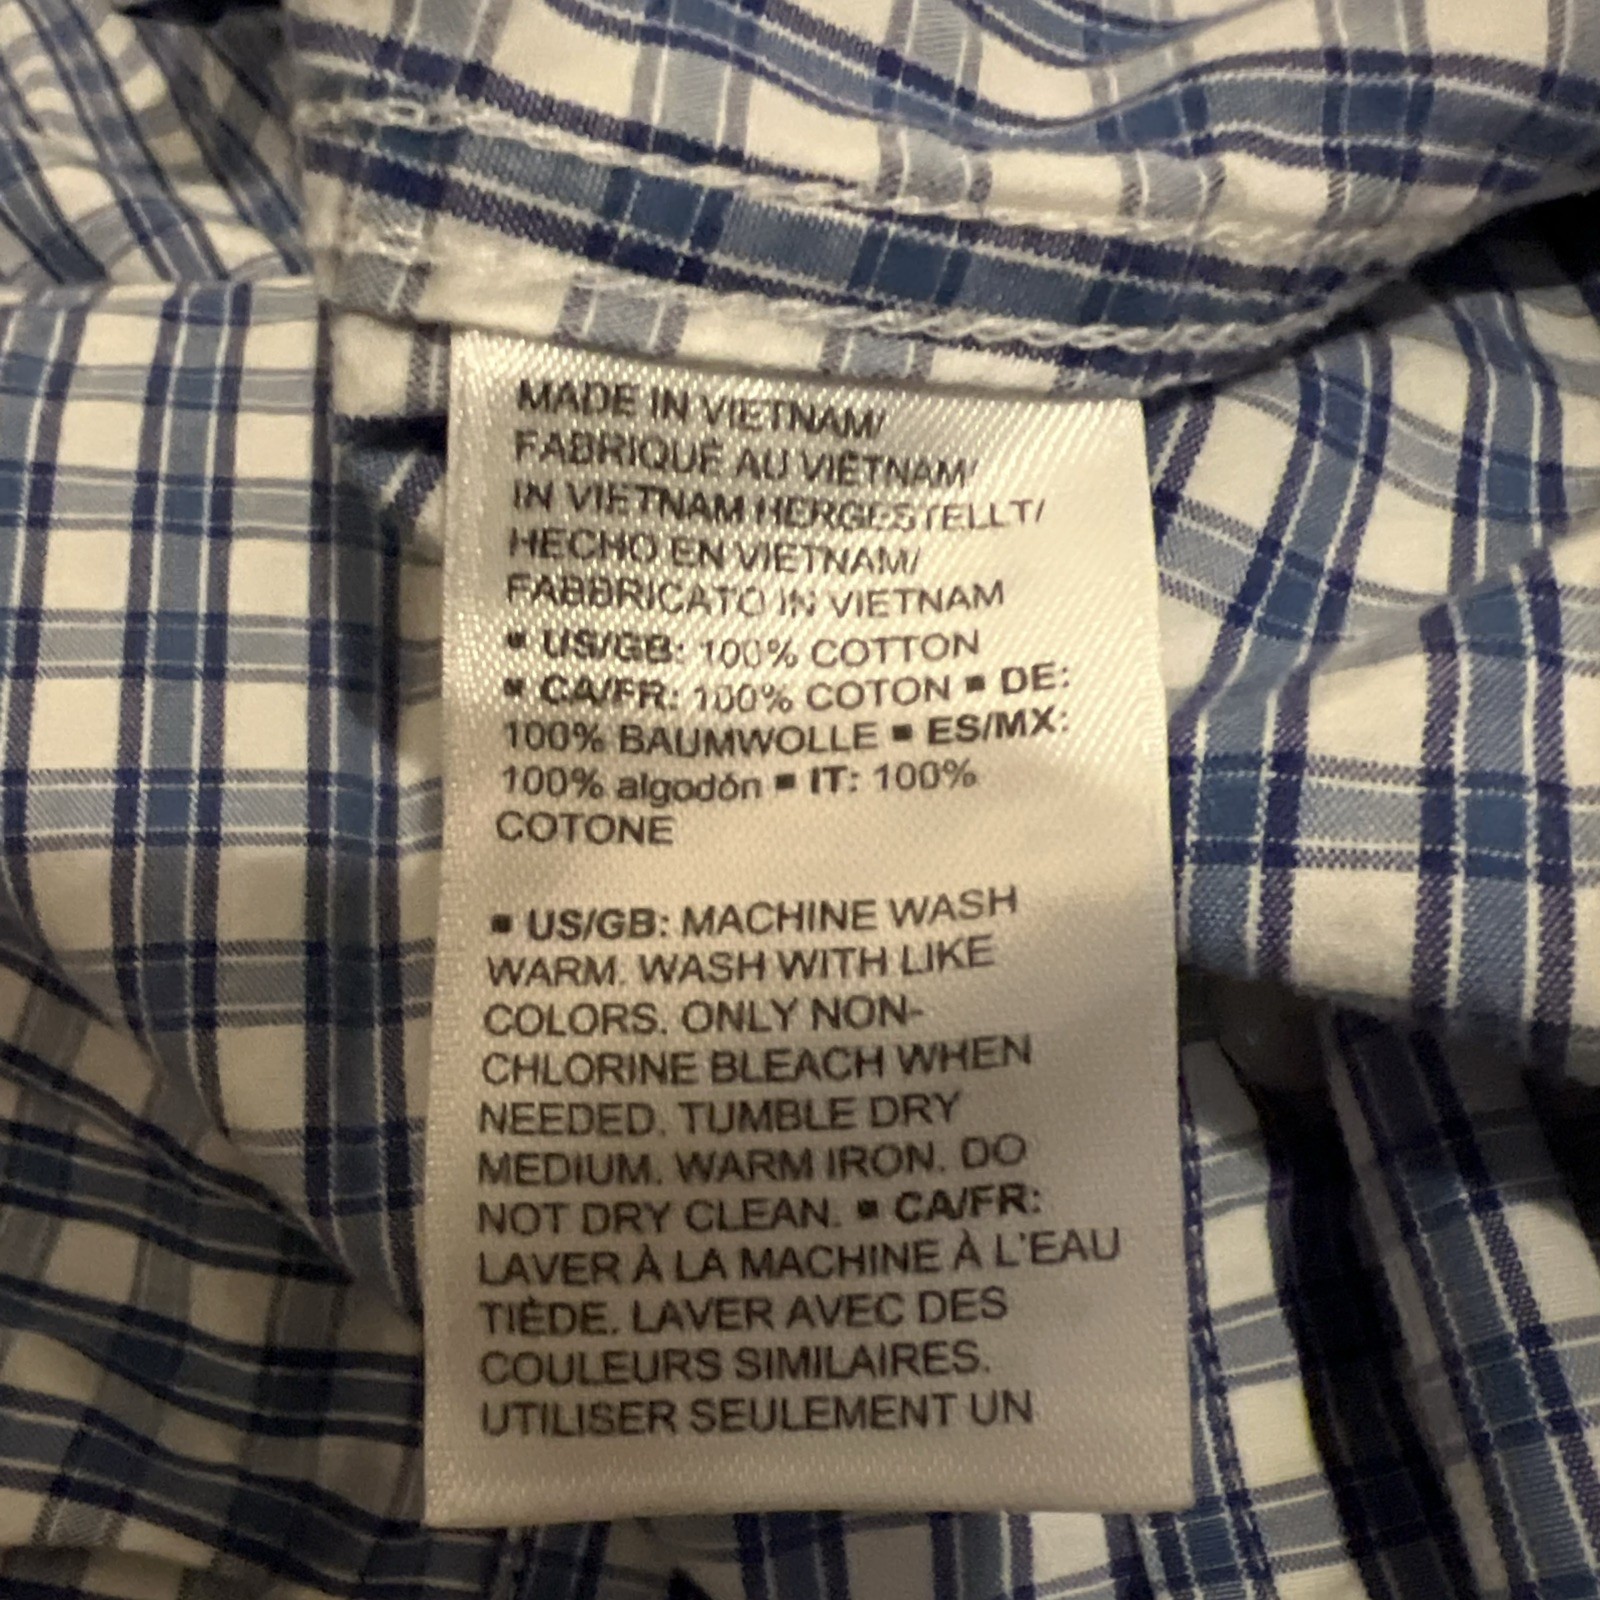 MADE IN VIETNAM/
FABRIQUÉ AU VIETNAM/
IN VIETNAM HERGESTELLT/
HECHO EN VIETNAM/
FABBRICATO IN VIETNAM
▪ US/GB: 100% COTTON
▪ CA/FR: 100% COTON ▪ DE:
100% BAUMWOLLE ▪ ES/MX:
100% algodón ▪ IT: 100%
COTONE
▪ US/GB: MACHINE WASH
WARM. WASH WITH LIKE
COLORS. ONLY NON-
CHLORINE BLEACH WHEN
NEEDED. TUMBLE DRY
MEDIUM. WARM IRON. DO
NOT DRY CLEAN. ▪ CA/FR:
LAVER À LA MACHINE À L'EAU
TIÈDE. LAVER AVEC DES
COULEURS SIMILAIRES.
UTILISER SEULEMENT UN